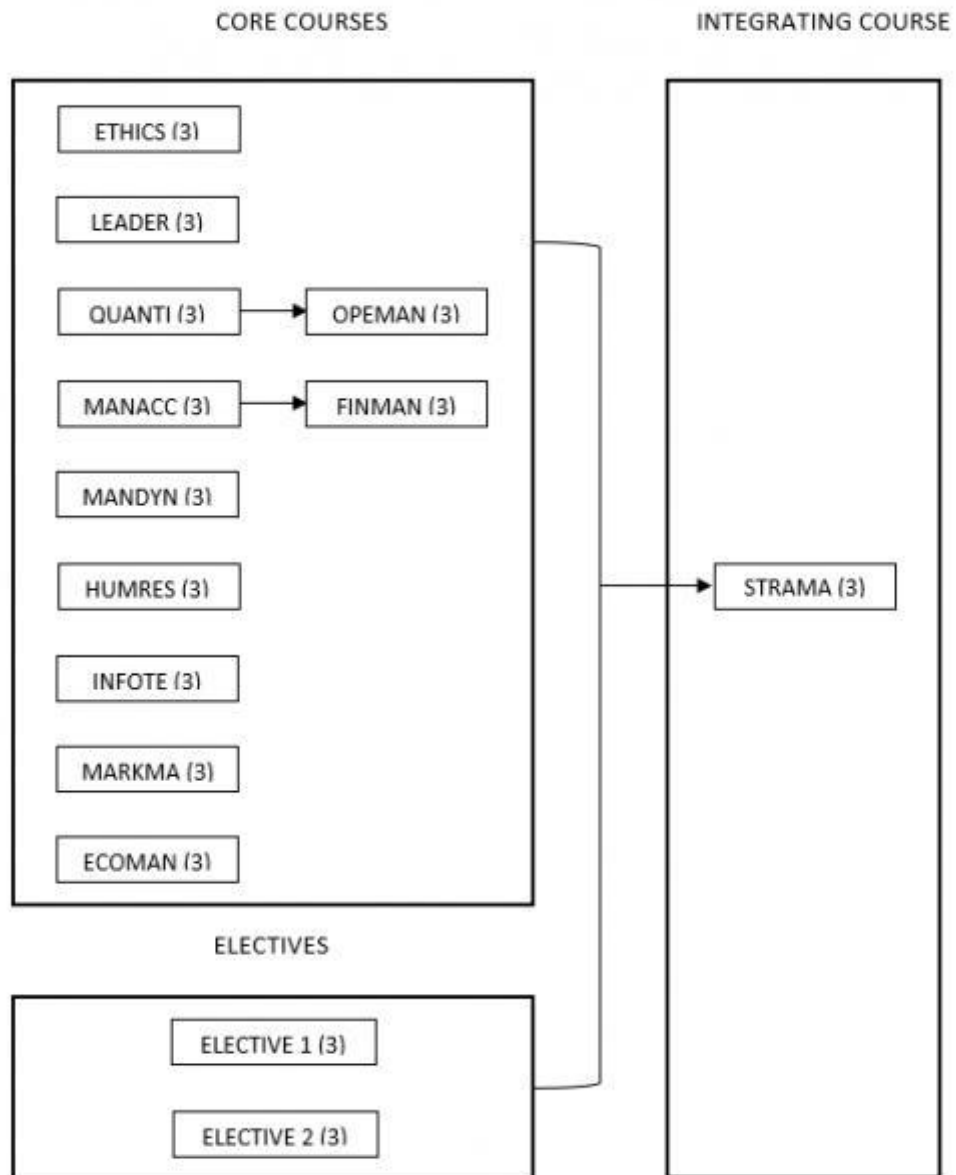 CORE COURSES
INTEGRATING COURSE
ETHICS (3)
LEADER (3)
QUANTI (3)
OPEMAN (3)
MANACC (3)
FINMAN (3)
MANDYN (3)
HUMRES (3)
INFOTE (3)
MARKMA (3)
ECOMAN (3)
STRAMA (3)
ELECTIVES
ELECTIVE 1 (3)
ELECTIVE 2 (3)